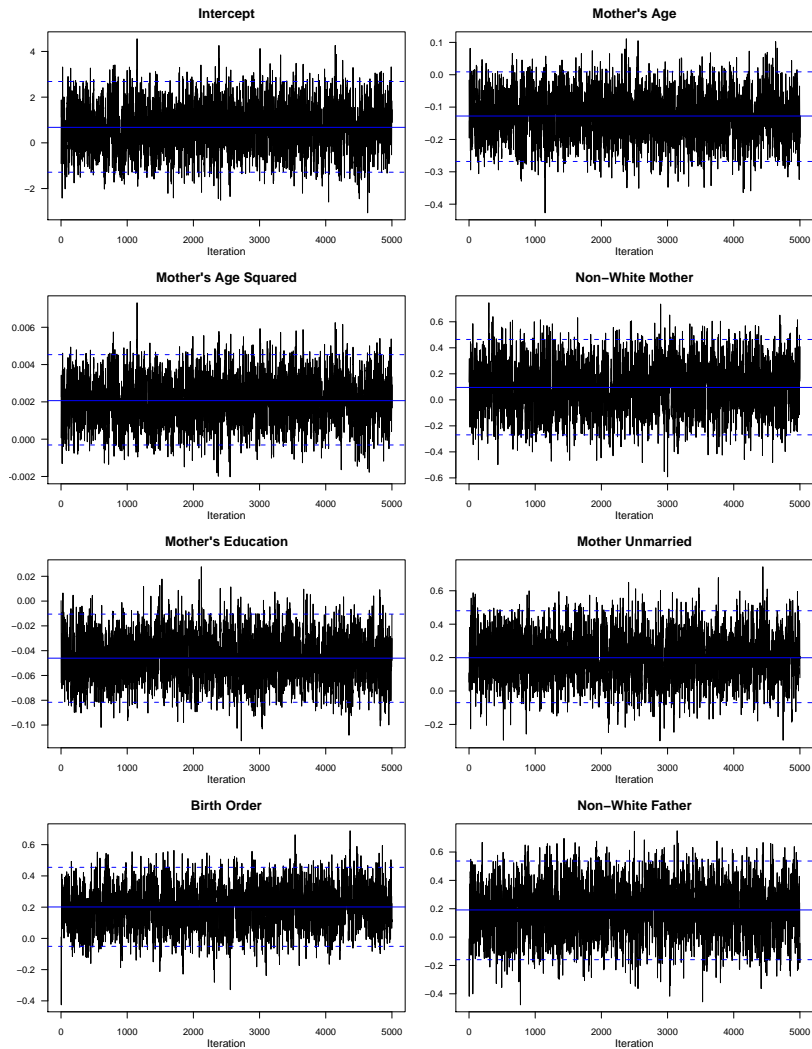 Intercept
4
2
0
−2
0 1000 2000 3000 4000 5000
Iteration
Mother's Age
0.1
0.0
−0.1
−0.2
−0.3
−0.4
0 1000 2000 3000 4000 5000
Iteration
Mother's Age Squared
0.006
0.004
0.002
0.000
−0.002
0 1000 2000 3000 4000 5000
Iteration
Non−White Mother
0.6
0.4
0.2
0.0
−0.2
−0.4
−0.6
0 1000 2000 3000 4000 5000
Iteration
Mother's Education
0.02
0.00
−0.02
−0.04
−0.06
−0.08
−0.10
0 1000 2000 3000 4000 5000
Iteration
Mother Unmarried
0.6
0.4
0.2
0.0
−0.2
0 1000 2000 3000 4000 5000
Iteration
Birth Order
0.6
0.4
0.2
0.0
−0.2
−0.4
0 1000 2000 3000 4000 5000
Iteration
Non−White Father
0.6
0.4
0.2
0.0
−0.2
−0.4
0 1000 2000 3000 4000 5000
Iteration